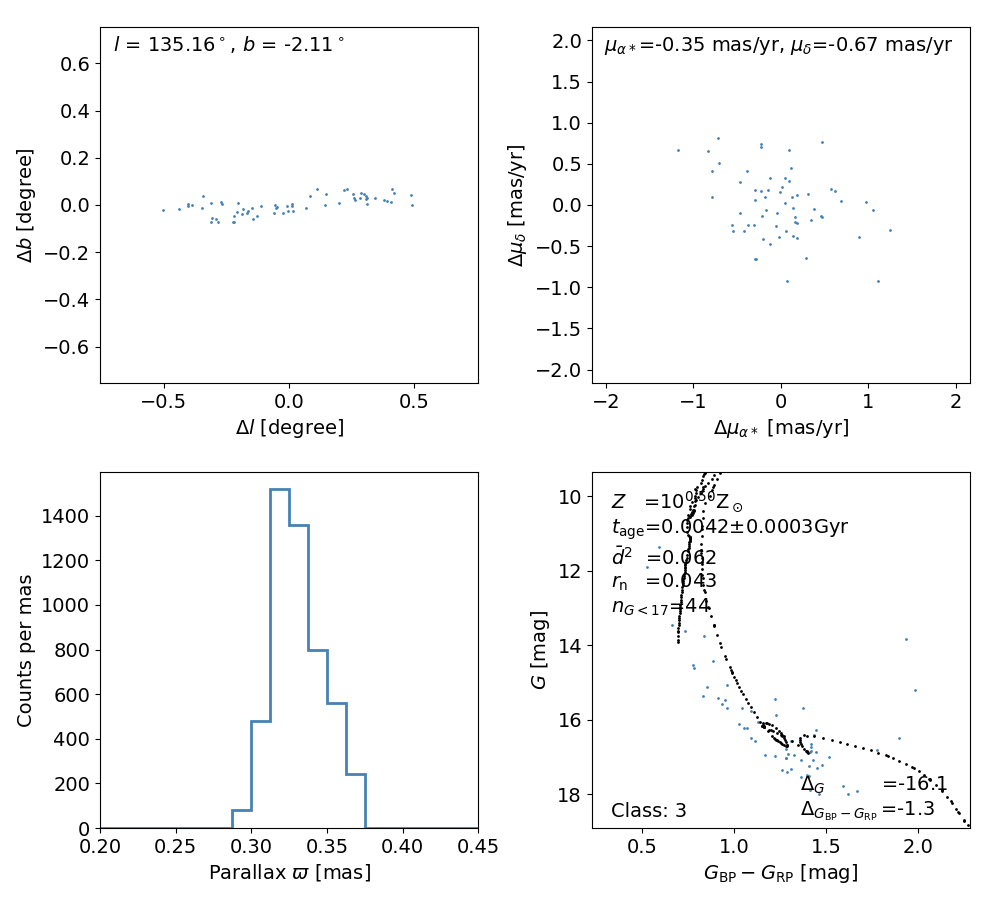 l = 135.16°, b = -2.11°
0.6
0.4
0.2
0.0
−0.2
−0.4
−0.6
Δb [degree]
−0.5 0.0 0.5
Δl [degree]
μα*=-0.35 mas/yr, μδ=-0.67 mas/yr
2.0
1.5
1.0
0.5
0.0
−0.5
−1.0
−1.5
−2.0
Δμδ [mas/yr]
−2 −1 0 1 2
Δμα* [mas/yr]
1400
1200
1000
800
600
400
200
0
Counts per mas
0.20 0.25 0.30 0.35 0.40 0.45
Parallax ϖ [mas]
Z =10^0.50 Z⊙
tage=0.0042±0.0003Gyr
d̄² =0.062
rn =0.043
nG<17=44
10
12
14
16
18
G [mag]
ΔG =-16.1
ΔGBP−GRP=-1.3
Class: 3
0.5 1.0 1.5 2.0
GBP − GRP [mag]